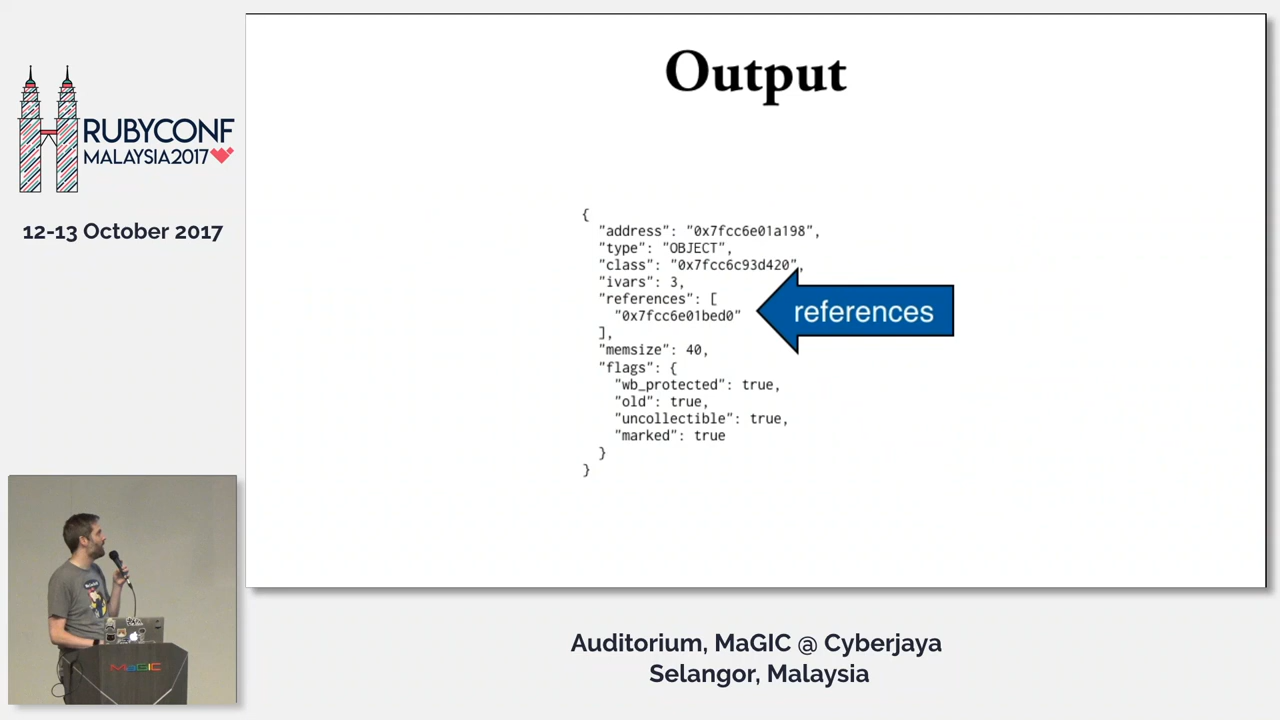 RUBYCONF
MALAYSIA2017
12-13 October 2017
Output
{
"address": "0x7fcc6e01a198",
"type": "OBJECT",
"class": "0x7fcc6c93d420",
"ivars": 3,
"references": [
"0x7fcc6e01bed0"
],
"memsize": 40,
"flags": {
"wb_protected": true,
"old": true,
"uncollectible": true,
"marked": true
}
}
references
MaGIC
Auditorium, MaGIC @ Cyberjaya
Selangor, Malaysia